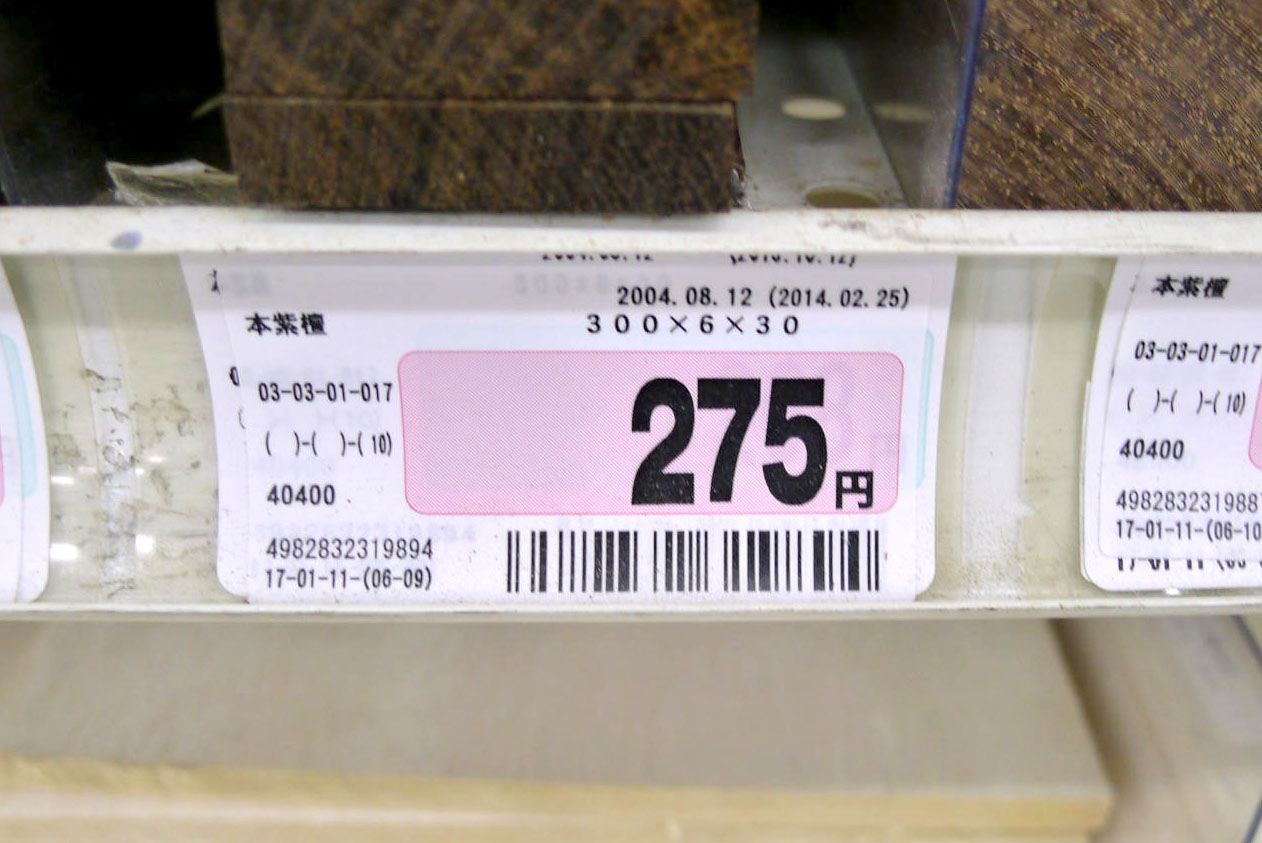 2004.08.12 (2014.02.25)
本紫檀
300×6×30
03-03-01-017
( )-( )-(10)
275円
40400
4982832319894
17-01-11-(06-09)
本紫檀
03-03-01-017
( )-( )-(10)
40400
498283231988
17-01-11-(06-10